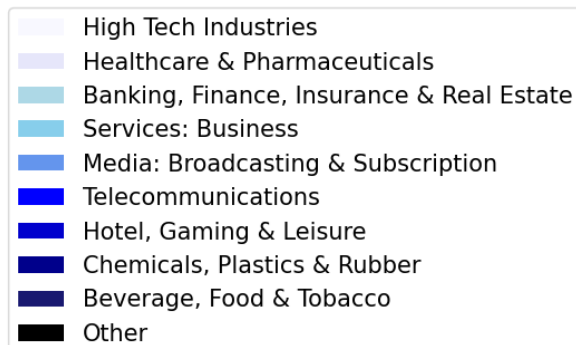 High Tech Industries
Healthcare & Pharmaceuticals
Banking, Finance, Insurance & Real Estate
Services: Business
Media: Broadcasting & Subscription
Telecommunications
Hotel, Gaming & Leisure
Chemicals, Plastics & Rubber
Beverage, Food & Tobacco
Other